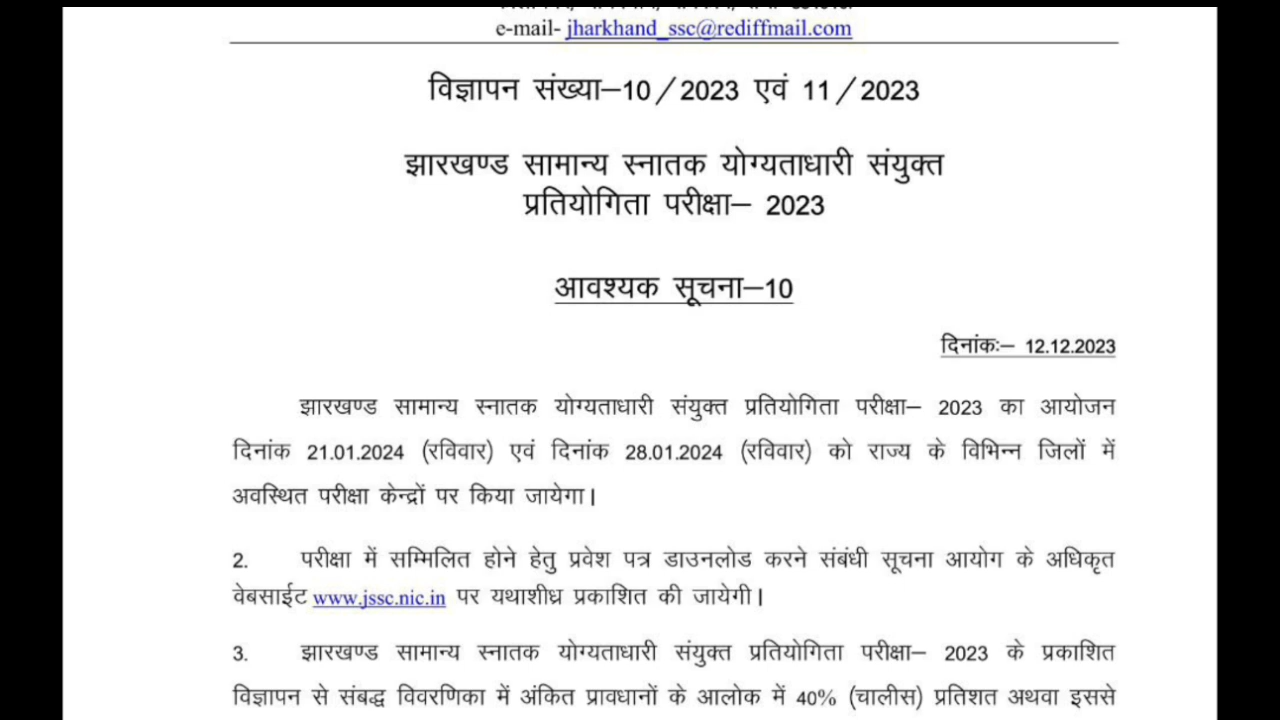 e-mail- jharkhand_ssc@rediffmail.com
विज्ञापन संख्या–10/2023 एवं 11/2023
झारखण्ड सामान्य स्नातक योग्यताधारी संयुक्त
प्रतियोगिता परीक्षा– 2023
आवश्यक सूचना–10
दिनांकः– 12.12.2023
झारखण्ड सामान्य स्नातक योग्यताधारी संयुक्त प्रतियोगिता परीक्षा– 2023 का आयोजन
दिनांक 21.01.2024 (रविवार) एवं दिनांक 28.01.2024 (रविवार) को राज्य के विभिन्न जिलों में
अवस्थित परीक्षा केन्द्रों पर किया जायेगा।
2. परीक्षा में सम्मिलित होने हेतु प्रवेश पत्र डाउनलोड करने संबंधी सूचना आयोग के अधिकृत
वेबसाईट www.jssc.nic.in पर यथाशीध्र प्रकाशित की जायेगी।
3. झारखण्ड सामान्य स्नातक योग्यताधारी संयुक्त प्रतियोगिता परीक्षा– 2023 के प्रकाशित
विज्ञापन से संबद्ध विवरणिका में अंकित प्रावधानों के आलोक में 40% (चालीस) प्रतिशत अथवा इससे